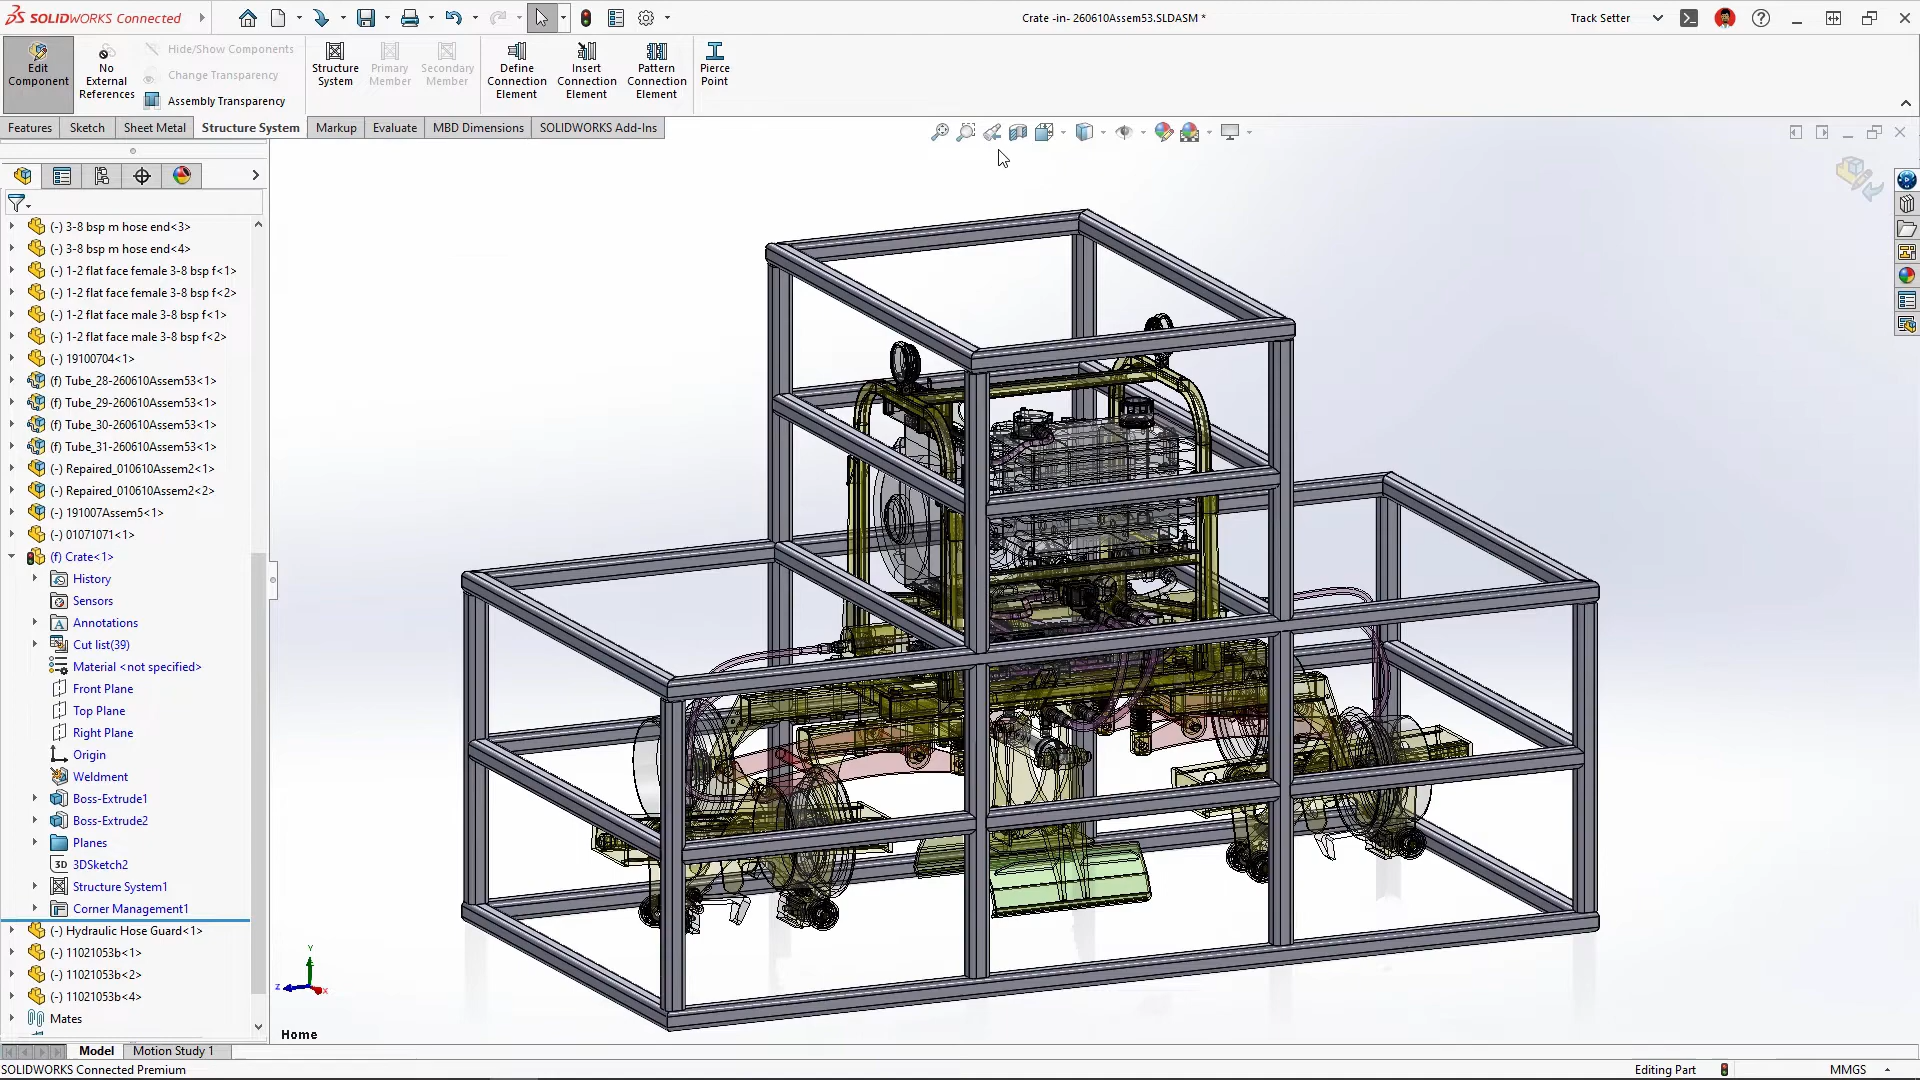 SOLIDWORKS Connected
Crate -in- 260610Assem53.SLDASM *
Track Setter
Edit Component
No External References
Hide/Show Components
Change Transparency
Assembly Transparency
Structure System
Primary Member
Secondary Member
Define Connection Element
Insert Connection Element
Pattern Connection Element
Pierce Point
Features
Sketch
Sheet Metal
Structure System
Markup
Evaluate
MBD Dimensions
SOLIDWORKS Add-Ins
(-) 3-8 bsp m hose end<3>
(-) 3-8 bsp m hose end<4>
(-) 1-2 flat face female 3-8 bsp f<1>
(-) 1-2 flat face female 3-8 bsp f<2>
(-) 1-2 flat face male 3-8 bsp f<1>
(-) 1-2 flat face male 3-8 bsp f<2>
(-) 19100704<1>
(f) Tube_28-260610Assem53<1>
(f) Tube_29-260610Assem53<1>
(f) Tube_30-260610Assem53<1>
(f) Tube_31-260610Assem53<1>
(-) Repaired_010610Assem2<1>
(-) Repaired_010610Assem2<2>
(-) 191007Assem5<1>
(-) 01071071<1>
(f) Crate<1>
History
Sensors
Annotations
Cut list(39)
Material <not specified>
Front Plane
Top Plane
Right Plane
Origin
Weldment
Boss-Extrude1
Boss-Extrude2
Planes
3D 3DSketch2
Structure System1
Corner Management1
(-) Hydraulic Hose Guard<1>
(-) 11021053b<1>
(-) 11021053b<2>
(-) 11021053b<4>
Mates
Y
Z
X
Home
Model
Motion Study 1
SOLIDWORKS Connected Premium
Editing Part
MMGS